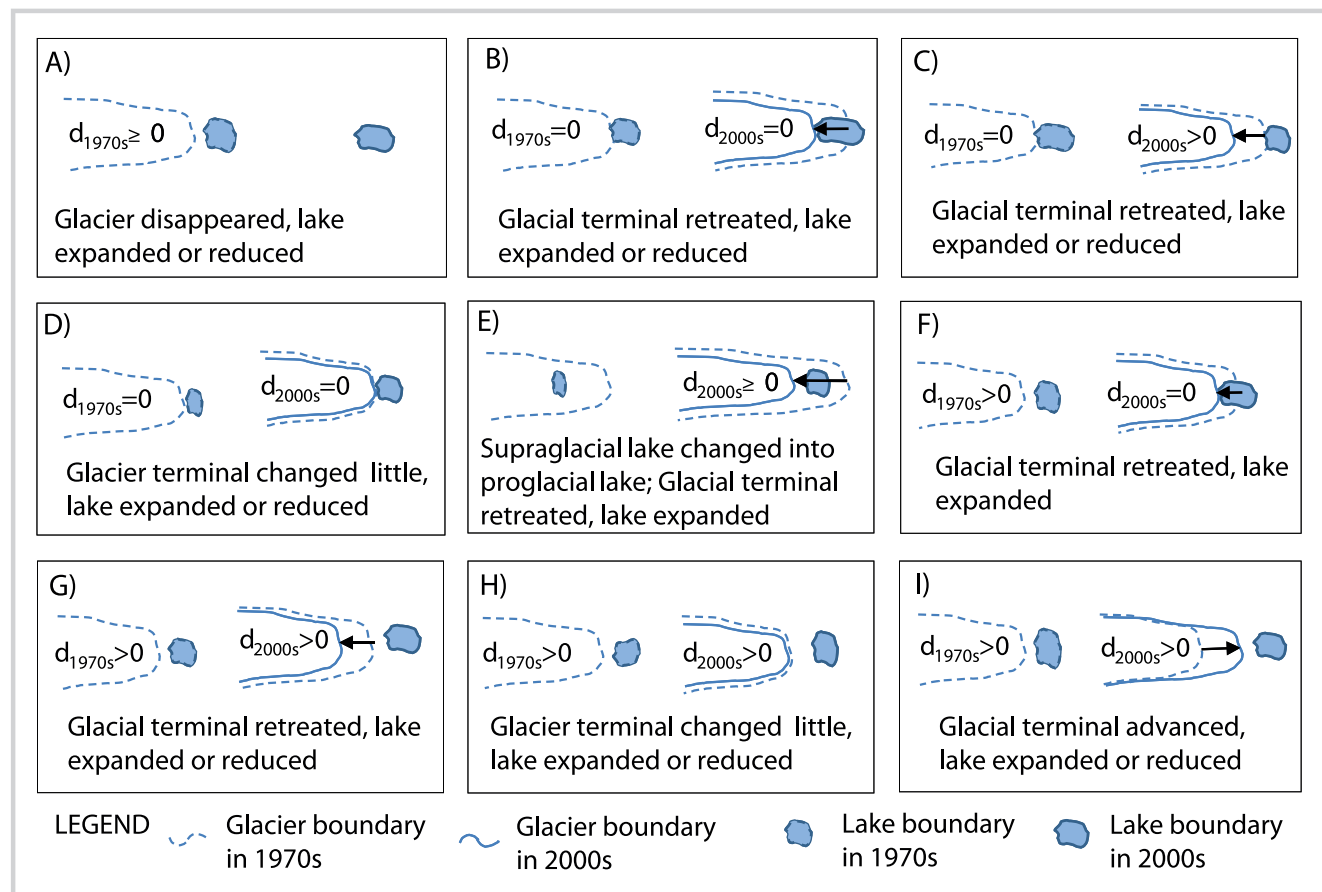 A)
d1970s≥ 0
Glacier disappeared, lake
expanded or reduced
B)
d1970s=0
d2000s=0
Glacial terminal retreated, lake
expanded or reduced
C)
d1970s=0
d2000s>0
Glacial terminal retreated, lake
expanded or reduced
D)
d1970s=0
d2000s=0
Glacier terminal changed little,
lake expanded or reduced
E)
d2000s≥ 0
Supraglacial lake changed into
proglacial lake; Glacial terminal
retreated, lake expanded
F)
d1970s>0
d2000s=0
Glacial terminal retreated, lake
expanded
G)
d1970s>0
d2000s>0
Glacial terminal retreated, lake
expanded or reduced
H)
d1970s>0
d2000s>0
Glacier terminal changed little,
lake expanded or reduced
I)
d1970s>0
d2000s>0
Glacial terminal advanced,
lake expanded or reduced
LEGEND
Glacier boundary
in 1970s
Glacier boundary
in 2000s
Lake boundary
in 1970s
Lake boundary
in 2000s